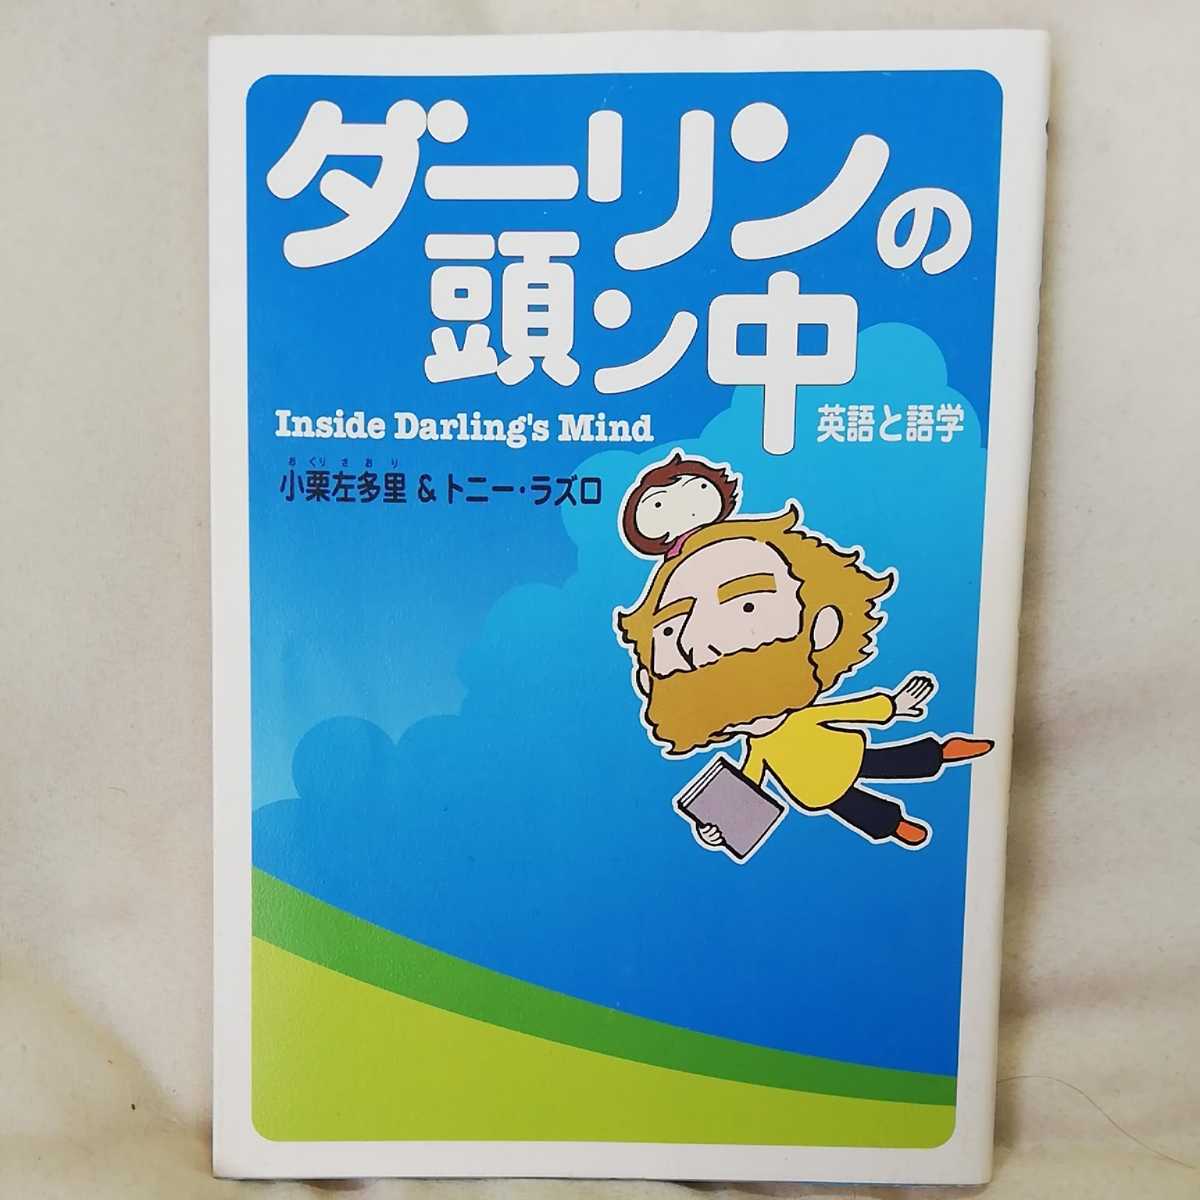 ダーリンの
頭ン中
英語と語学
Inside Darling's Mind
おぐり さおり
小栗左多里 & トニー・ラズロ